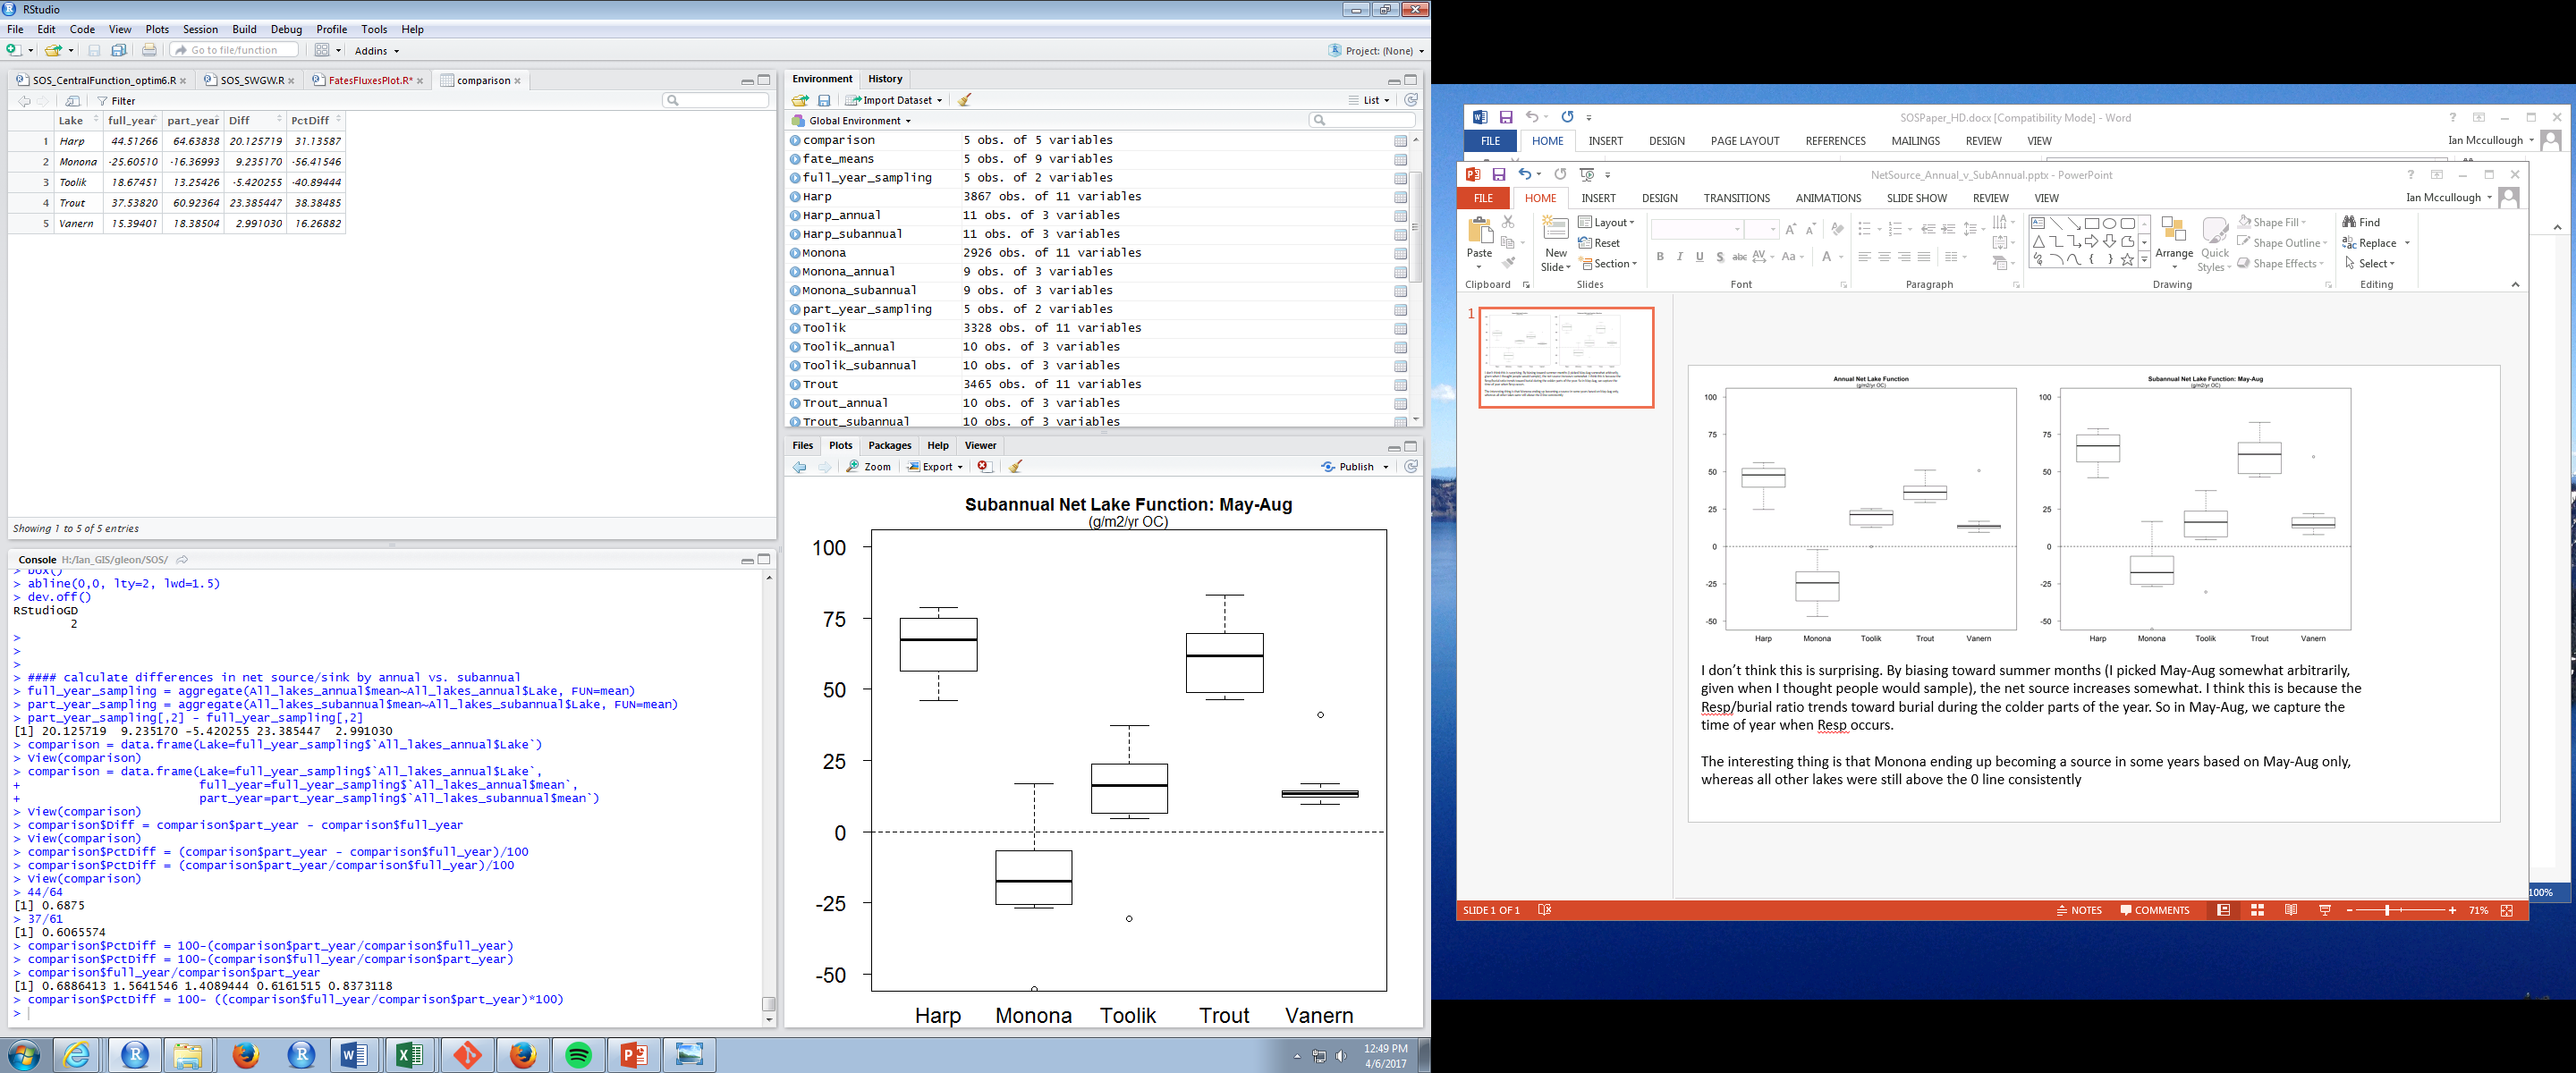 RStudio
File Edit Code View Plots Session Build Debug Profile Tools Help
Go to file/function Addins Project: (None)
SOS_CentralFunction_optim6.R SOS_SWGW.R FatesFluxesPlot.R* comparison
Filter
Lake full_year part_year Diff PctDiff
1 Harp 44.51266 64.63838 20.125719 31.13587
2 Monona -25.60510 -16.36993 9.235170 -56.41546
3 Toolik 18.67451 13.25426 -5.420255 -40.89444
4 Trout 37.53820 60.92364 23.385447 38.38485
5 Vanern 15.39401 18.38504 2.991030 16.26882
Showing 1 to 5 of 5 entries
Console H:/Ian_GIS/gleon/SOS/
> box()
> abline(0,0, lty=2, lwd=1.5)
> dev.off()
RStudioGD
2
>
>
>
> #### calculate differences in net source/sink by annual vs. subannual
> full_year_sampling = aggregate(All_lakes_annual$mean~All_lakes_annual$Lake, FUN=mean)
> part_year_sampling = aggregate(All_lakes_subannual$mean~All_lakes_subannual$Lake, FUN=mean)
> part_year_sampling[,2] - full_year_sampling[,2]
[1] 20.125719 9.235170 -5.420255 23.385447 2.991030
> comparison = data.frame(Lake=full_year_sampling$`All_lakes_annual$Lake`)
> View(comparison)
> comparison = data.frame(Lake=full_year_sampling$`All_lakes_annual$Lake`,
+ full_year=full_year_sampling$`All_lakes_annual$mean`,
+ part_year=part_year_sampling$`All_lakes_subannual$mean`)
> View(comparison)
> comparison$Diff = comparison$part_year - comparison$full_year
> View(comparison)
> comparison$PctDiff = (comparison$part_year - comparison$full_year)/100
> comparison$PctDiff = (comparison$part_year/comparison$full_year)/100
> View(comparison)
> 44/64
[1] 0.6875
> 37/61
[1] 0.6065574
> comparison$PctDiff = 100-(comparison$part_year/comparison$full_year)
> comparison$PctDiff = 100-(comparison$full_year/comparison$part_year)
> comparison$full_year/comparison$part_year
[1] 0.6886413 1.5641546 1.4089444 0.6161515 0.8373118
> comparison$PctDiff = 100- ((comparison$full_year/comparison$part_year)*100)
>
Environment History
Import Dataset List
Global Environment
comparison 5 obs. of 5 variables
fate_means 5 obs. of 9 variables
full_year_sampling 5 obs. of 2 variables
Harp 3867 obs. of 11 variables
Harp_annual 11 obs. of 3 variables
Harp_subannual 11 obs. of 3 variables
Monona 2926 obs. of 11 variables
Monona_annual 9 obs. of 3 variables
Monona_subannual 9 obs. of 3 variables
part_year_sampling 5 obs. of 2 variables
Toolik 3328 obs. of 11 variables
Toolik_annual 10 obs. of 3 variables
Toolik_subannual 10 obs. of 3 variables
Trout 3465 obs. of 11 variables
Trout_annual 10 obs. of 3 variables
Trout_subannual 10 obs. of 3 variables
Files Plots Packages Help Viewer
Zoom Export Publish
Subannual Net Lake Function: May-Aug
(g/m2/yr OC)
100
75
50
25
0
-25
-50
Harp Monona Toolik Trout Vanern
12:49 PM
4/6/2017
SOSPaper_HD.docx [Compatibility Mode] - Word
FILE HOME INSERT DESIGN PAGE LAYOUT REFERENCES MAILINGS REVIEW VIEW Ian Mccullough
NetSource_Annual_v_SubAnnual.pptx - PowerPoint
FILE HOME INSERT DESIGN TRANSITIONS ANIMATIONS SLIDE SHOW REVIEW VIEW Ian Mccullough
Paste
New Slide
Layout
Reset
Section
B I U S abc AV Aa A
Arrange
Quick Styles
Shape Fill
Shape Outline
Shape Effects
Find
Replace
Select
Clipboard Slides Font Paragraph Drawing Editing
1
Annual Net Lake Function
(g/m2/yr OC)
100
75
50
25
0
-25
-50
Harp Monona Toolik Trout Vanern
Subannual Net Lake Function: May-Aug
(g/m2/yr OC)
100
75
50
25
0
-25
-50
Harp Monona Toolik Trout Vanern
I don't think this is surprising. By biasing toward summer months (I picked May-Aug somewhat arbitrarily,
given when I thought people would sample), the net source increases somewhat. I think this is because the
Resp/burial ratio trends toward burial during the colder parts of the year. So in May-Aug, we capture the
time of year when Resp occurs.
The interesting thing is that Monona ending up becoming a source in some years based on May-Aug only,
whereas all other lakes were still above the 0 line consistently
100%
SLIDE 1 OF 1 NOTES COMMENTS 71%